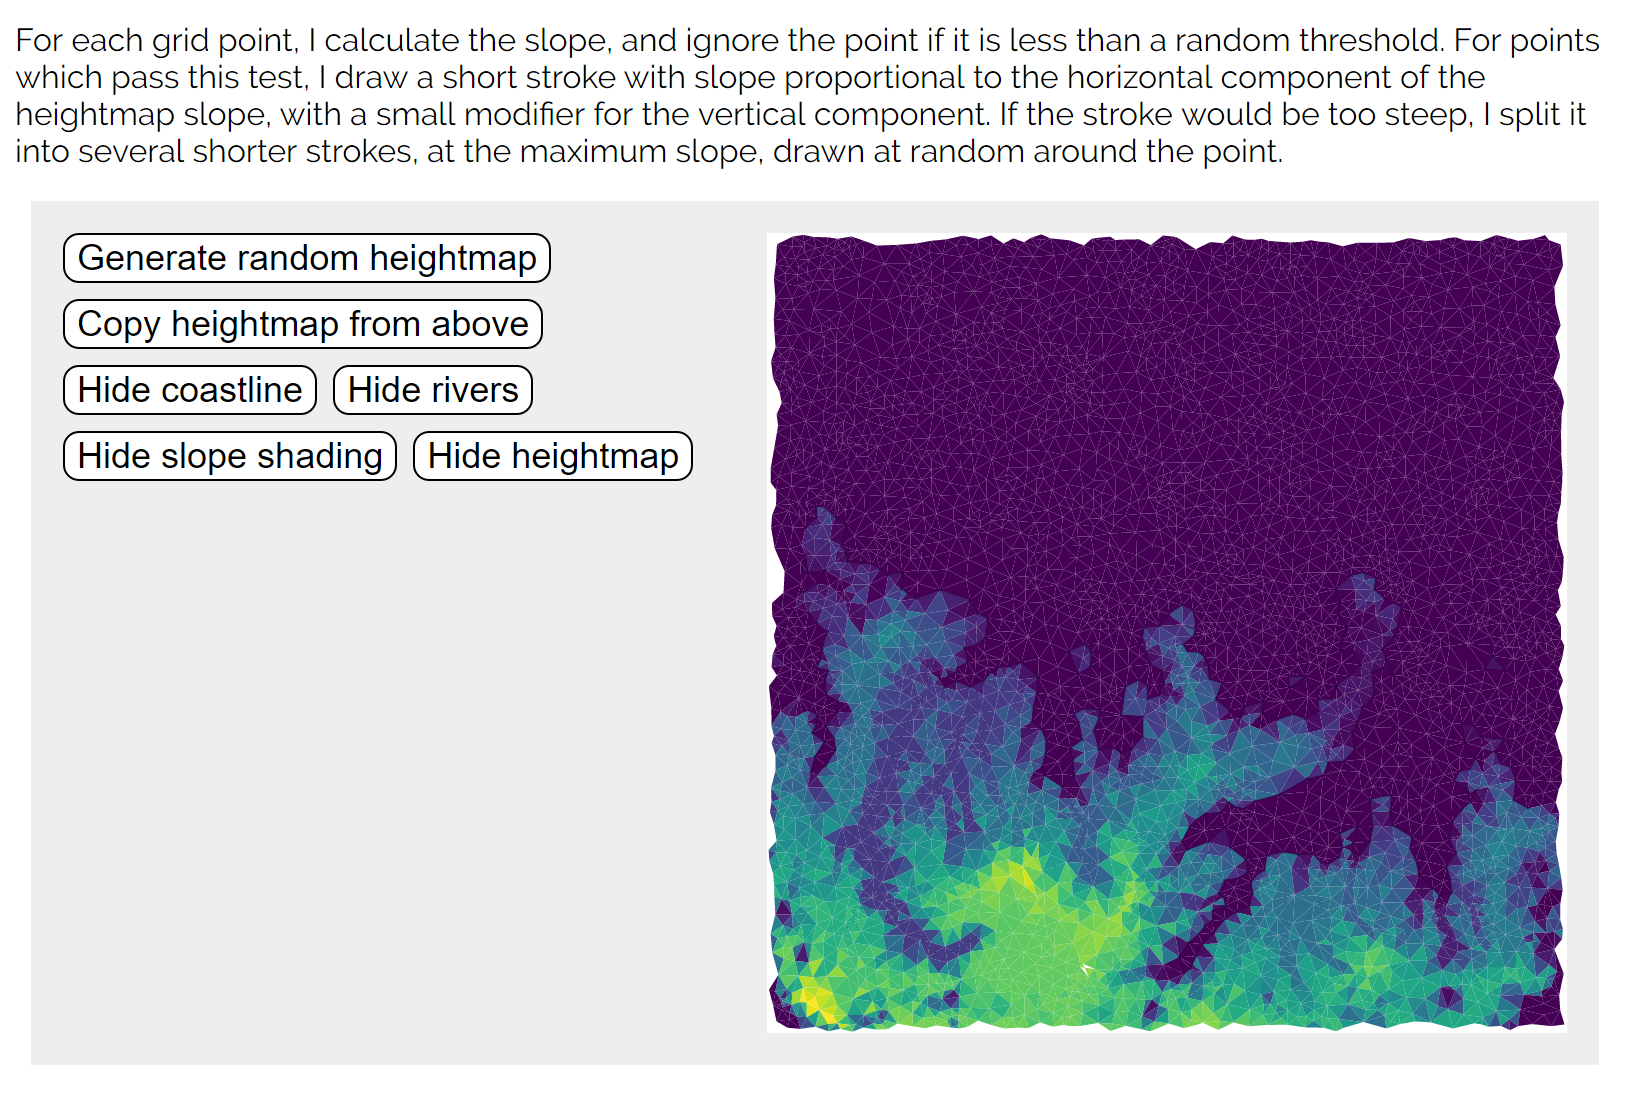 For each grid point, I calculate the slope, and ignore the point if it is less than a random threshold. For points
which pass this test, I draw a short stroke with slope proportional to the horizontal component of the
heightmap slope, with a small modifier for the vertical component. If the stroke would be too steep, I split it
into several shorter strokes, at the maximum slope, drawn at random around the point.
Generate random heightmap
Copy heightmap from above
Hide coastline Hide rivers
Hide slope shading Hide heightmap